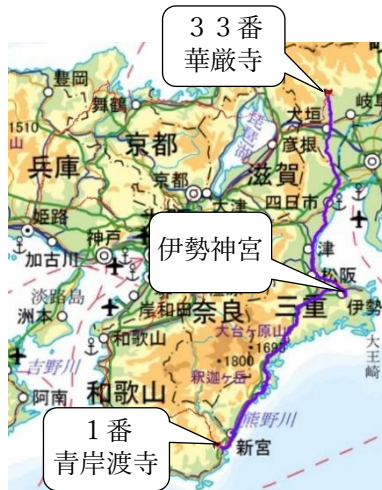 ３３番
華厳寺
豊岡
舞鶴
岐阜
大垣
1510
琵琶湖
彦根
京都
兵庫
滋賀
京都
大津
四日市
姫路
神戸
加古川
伊勢神宮
津
松阪
淡路島
洲本
岸和田
奈良
三重
伊勢
大台ヶ原山
1695
大王崎
和歌山
1800
釈迦ヶ岳
吉野川
阿南
和歌山
熊野川
１番
青岸渡寺
新宮